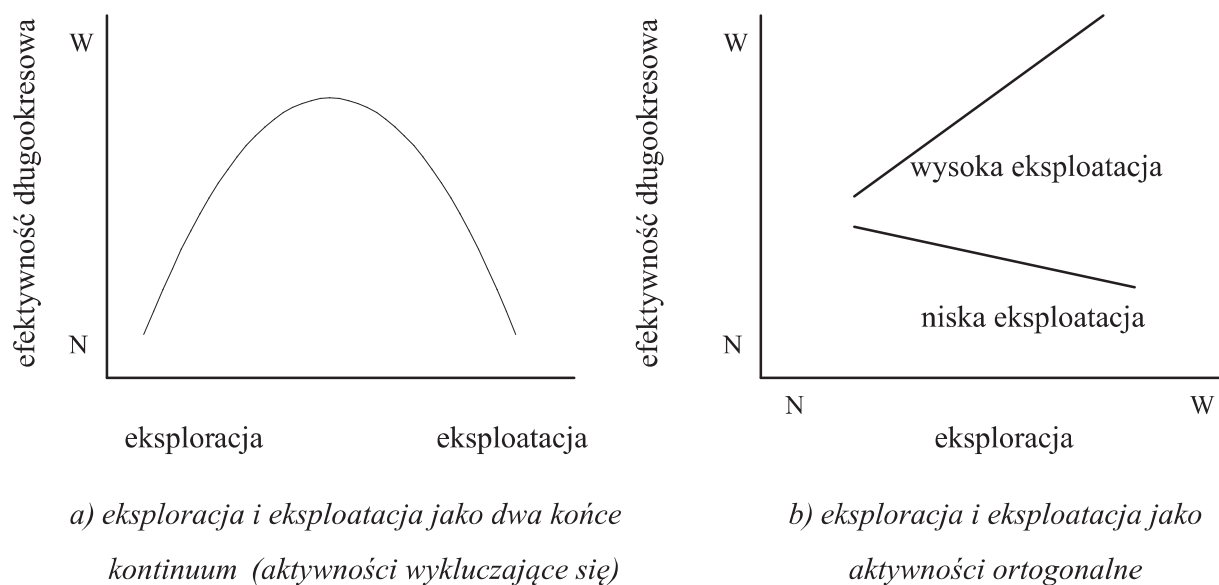 efektywność długookresowa
W
N
eksploracja
eksploatacja
a) eksploracja i eksploatacja jako dwa końce
kontinuum (aktywności wykluczające się)
efektywność długookresowa
W
N
wysoka eksploatacja
niska eksploatacja
N
W
eksploracja
b) eksploracja i eksploatacja jako
aktywności ortogonalne